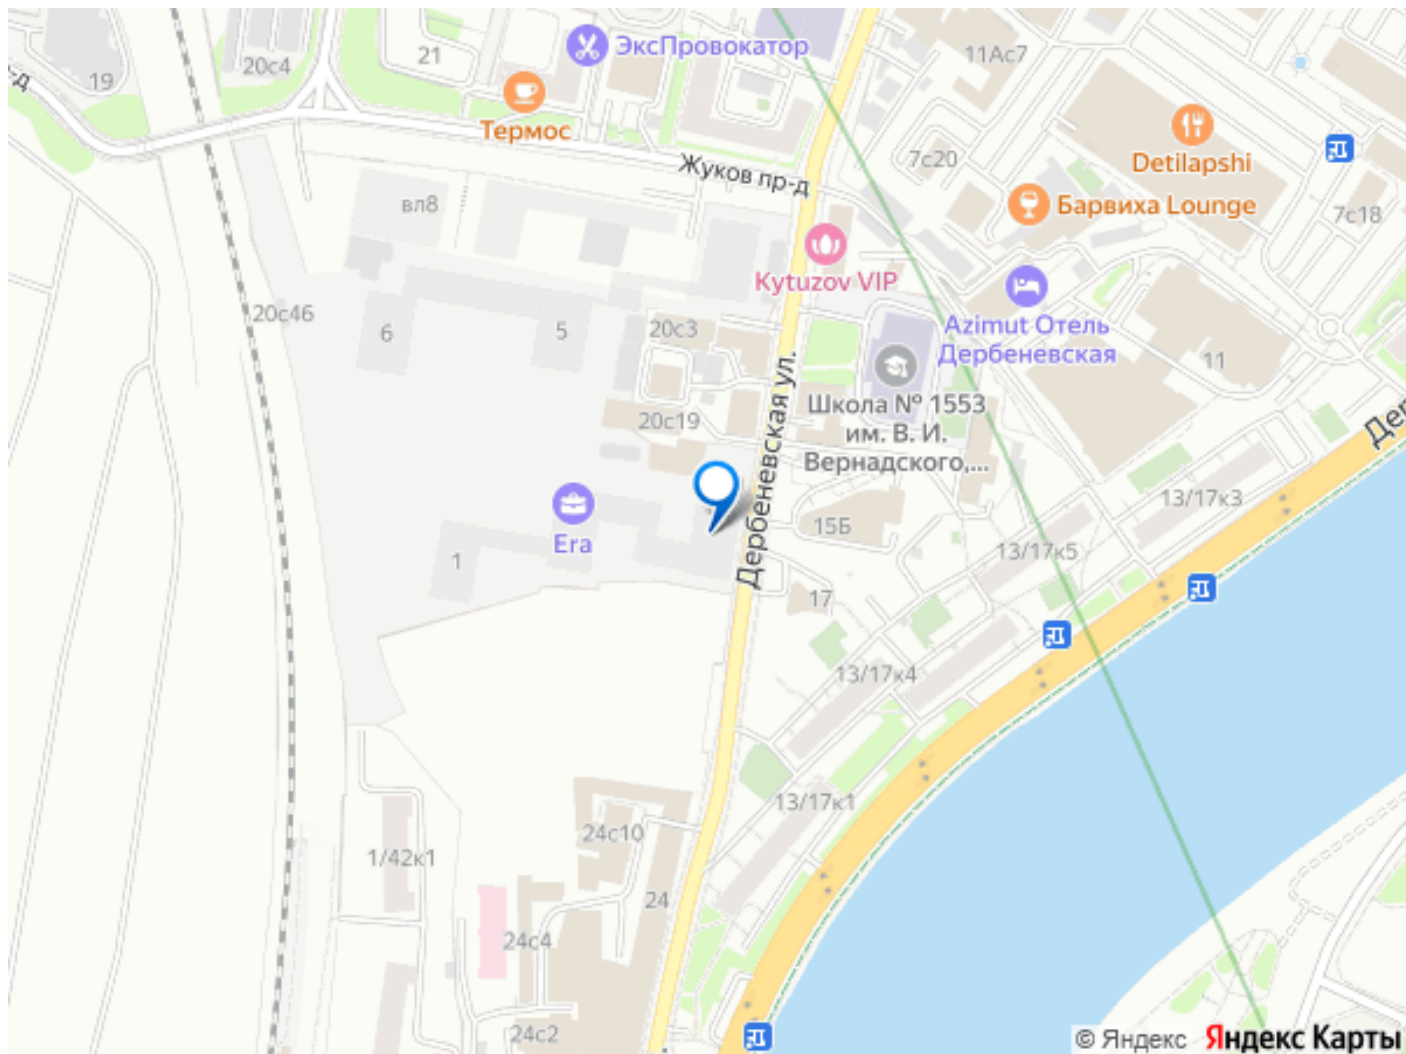 19
20с4
21
ЭксПровокатор
11Ас7
Термос
Жуков пр-д
7с20
Detilapshi
Барвиха Lounge
7с18
вл8
Kytuzov VIP
20с46
6
5
20с3
Azimut Отель
Дербеневская
11
Школа № 1553
им. В. И.
Вернадского,...
20с19
Дербеневская ул.
Era
1
15Б
13/17к3
13/17к5
17
13/17к4
13/17к1
1/42к1
24с10
24
24с4
24с2
© Яндекс Яндекс Карты